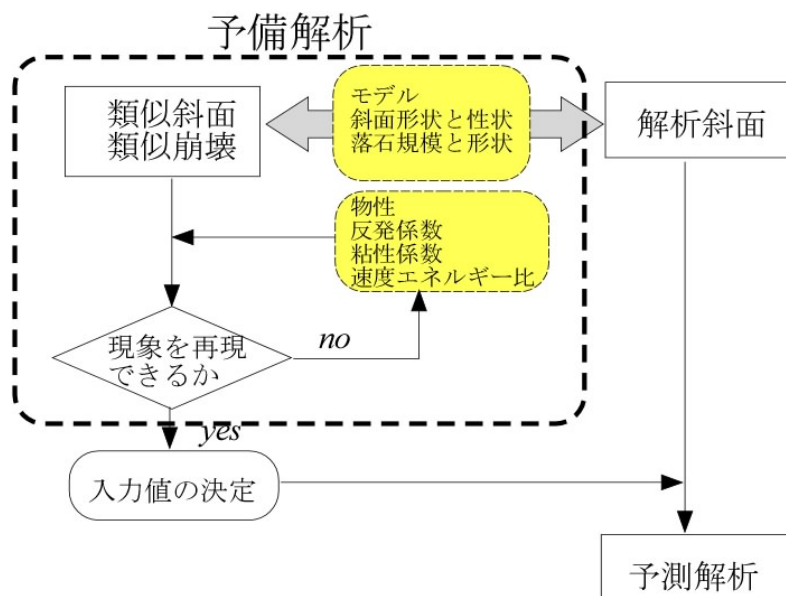 予備解析
類似斜面
類似崩壊
モデル
斜面形状と性状
落石規模と形状
解析斜面
物性
反発係数
粘性係数
速度エネルギー比
現象を再現
できるか
no
yes
入力値の決定
予測解析